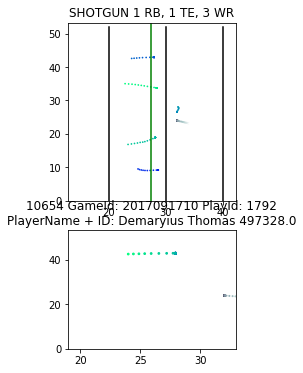 SHOTGUN 1 RB, 1 TE, 3 WR
50
40
30
20
10
0
20 30 40
10654 GameId: 2017091710 PlayId: 1792
PlayerName + ID: Demaryius Thomas 497328.0
40
20
0
20 25 30